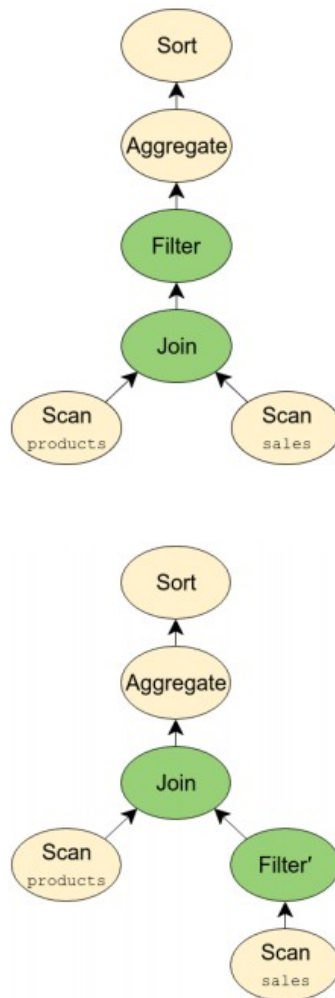 Sort
Aggregate
Filter
Join
Scan
products
Scan
sales
Sort
Aggregate
Join
Scan
products
Filter′
Scan
sales